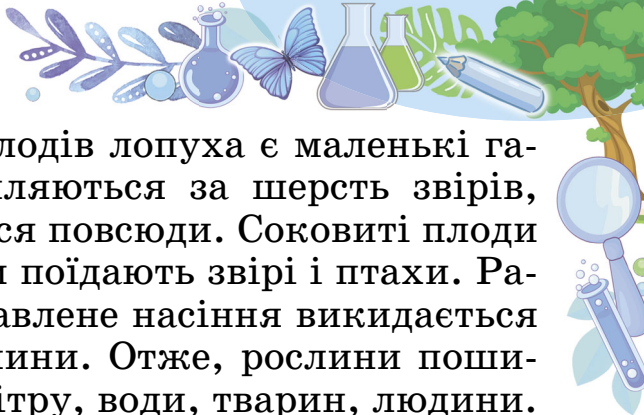 лодів лопуха є маленькі га-
ляються за шерсть звірів,
ся повсюди. Соковиті плоди
поїдають звірі і птахи. Ра-
авлене насіння викидається
ини. Отже, рослини поши-
ітру, води, тварин, людини.